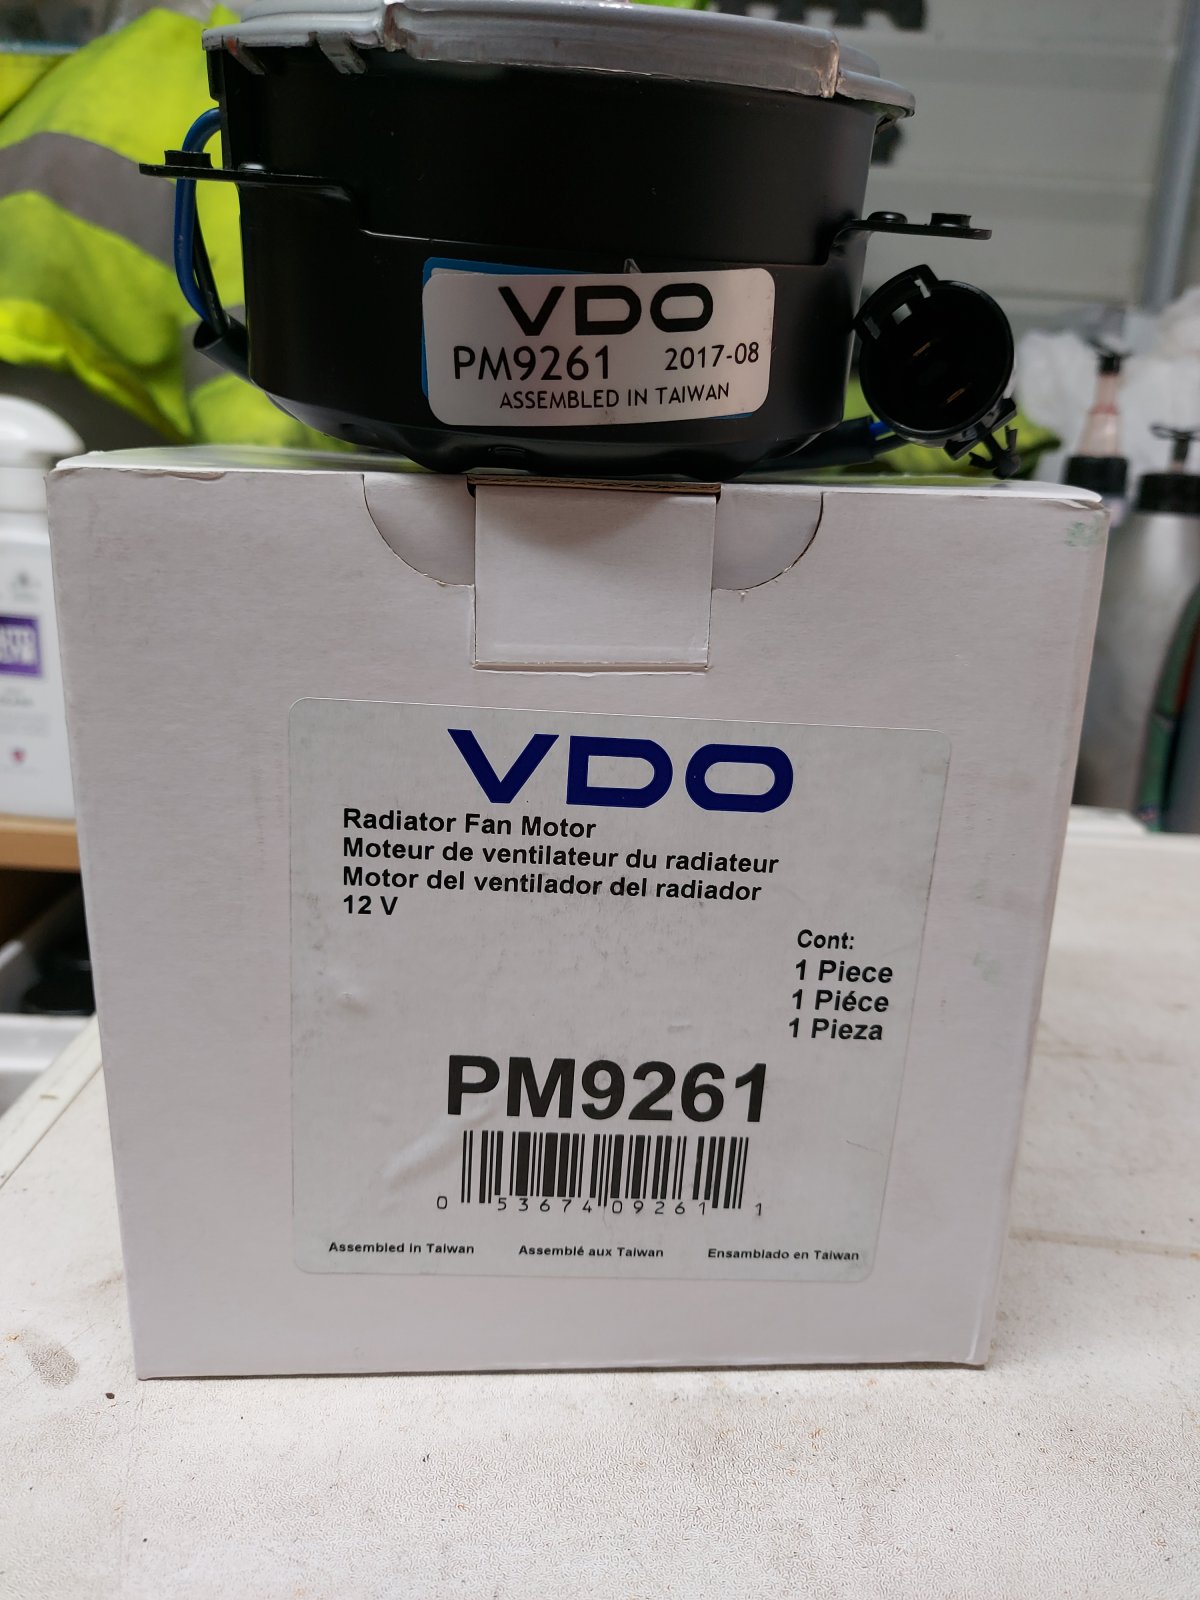 VDO
PM9261 2017-08
ASSEMBLED IN TAIWAN
VDO
Radiator Fan Motor
Moteur de ventilateur du radiateur
Motor del ventilador del radiador
12 V
Cont:
1 Piece
1 Piéce
1 Pieza
PM9261
0 53674 09261 1
Assembled in Taiwan Assemblé aux Taiwan Ensamblado en Taiwan